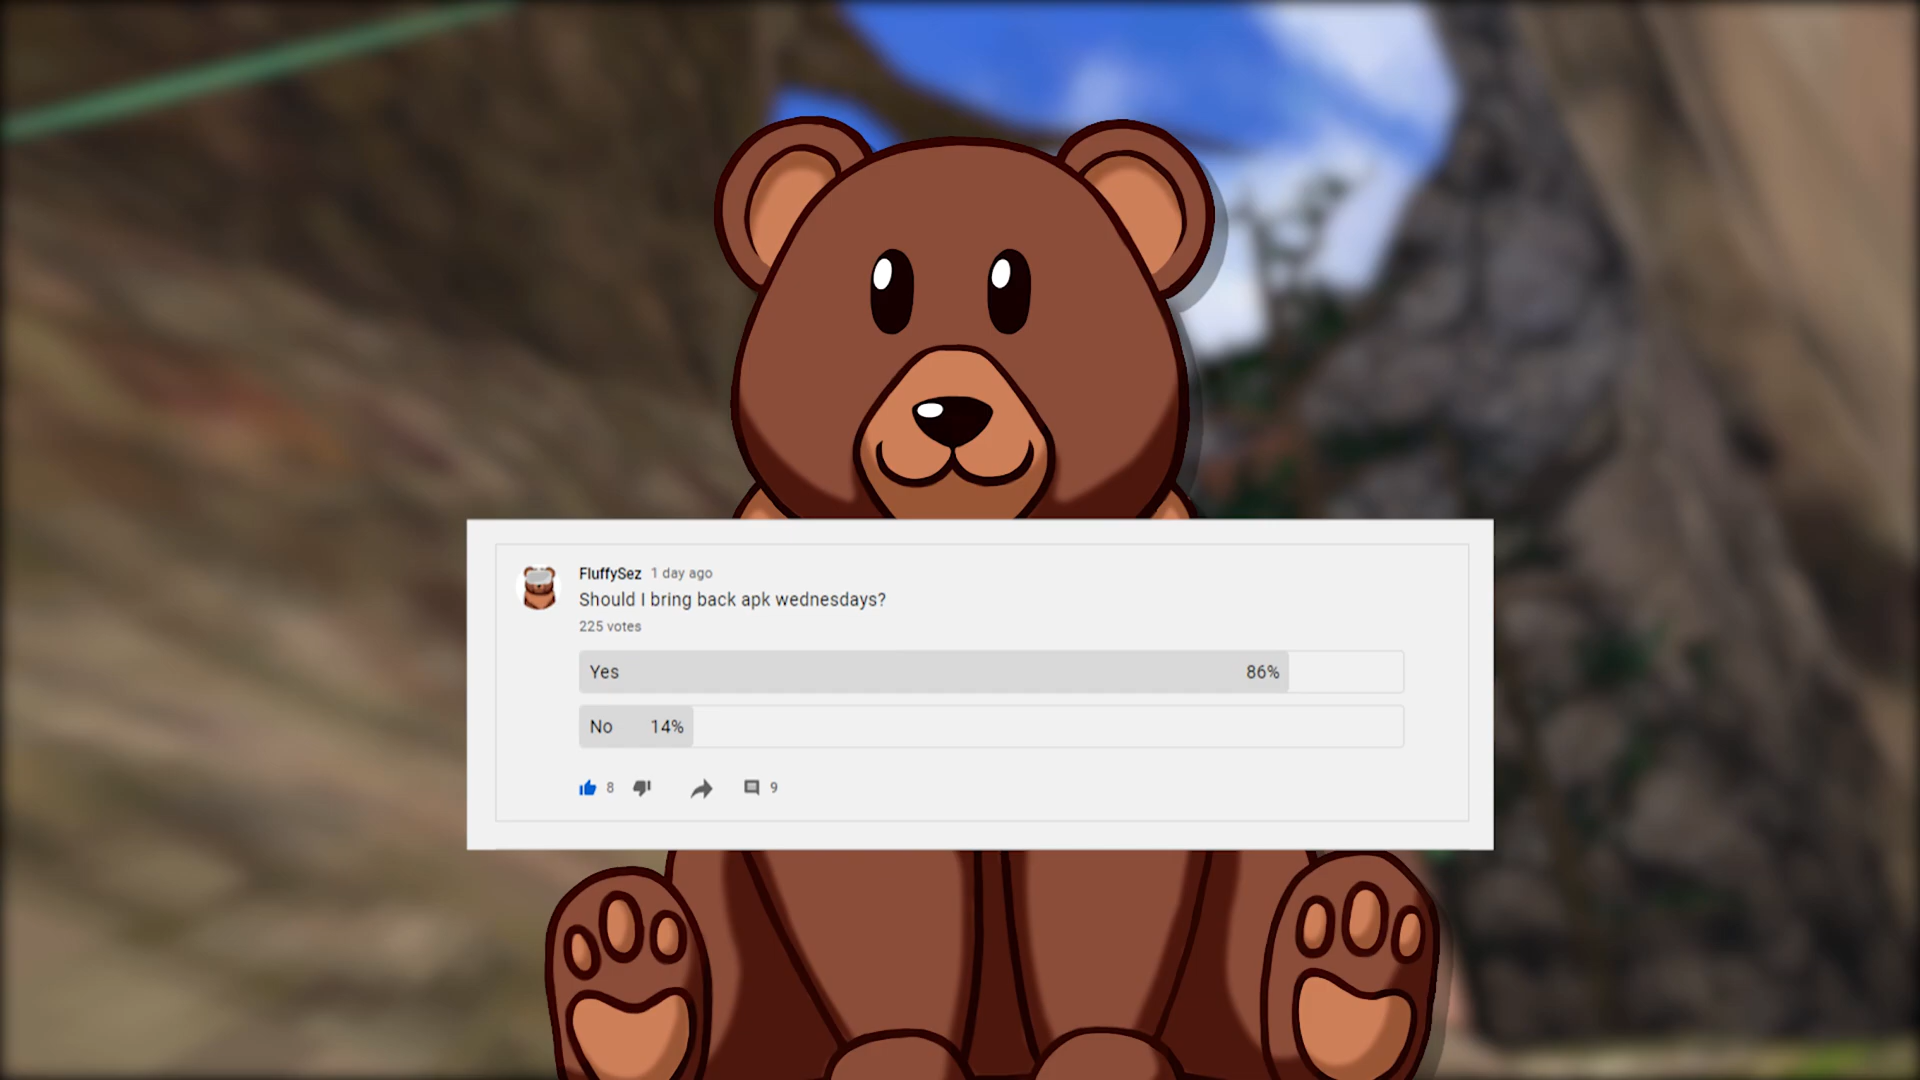 FluffySez 1 day ago
Should I bring back apk wednesdays?
225 votes
Yes 86%
No 14%
8 9